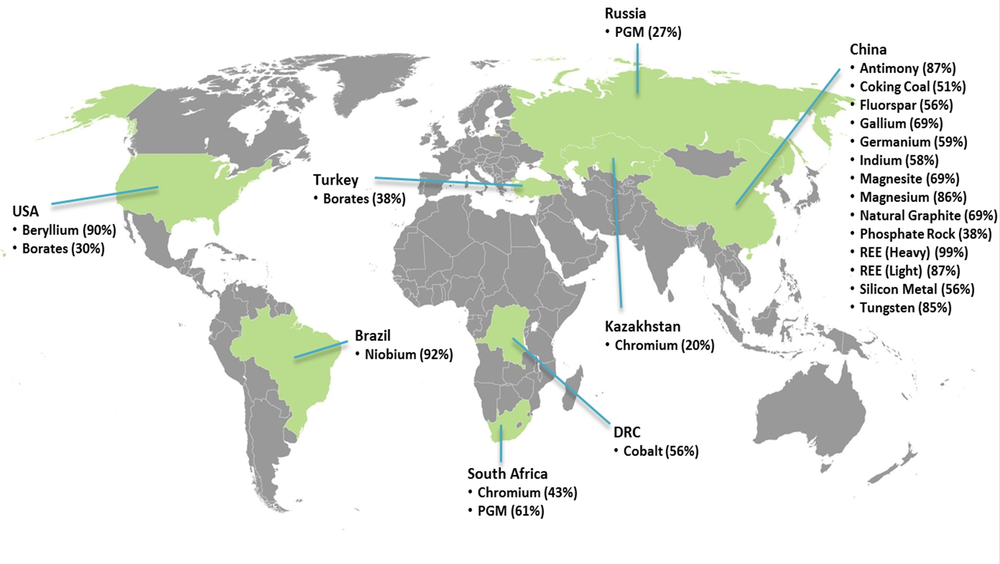 Russia
• PGM (27%)
China
• Antimony (87%)
• Coking Coal (51%)
• Fluorspar (56%)
• Gallium (69%)
• Germanium (59%)
• Indium (58%)
• Magnesite (69%)
• Magnesium (86%)
• Natural Graphite (69%)
• Phosphate Rock (38%)
• REE (Heavy) (99%)
• REE (Light) (87%)
• Silicon Metal (56%)
• Tungsten (85%)
Turkey
• Borates (38%)
USA
• Beryllium (90%)
• Borates (30%)
Brazil
• Niobium (92%)
Kazakhstan
• Chromium (20%)
DRC
• Cobalt (56%)
South Africa
• Chromium (43%)
• PGM (61%)